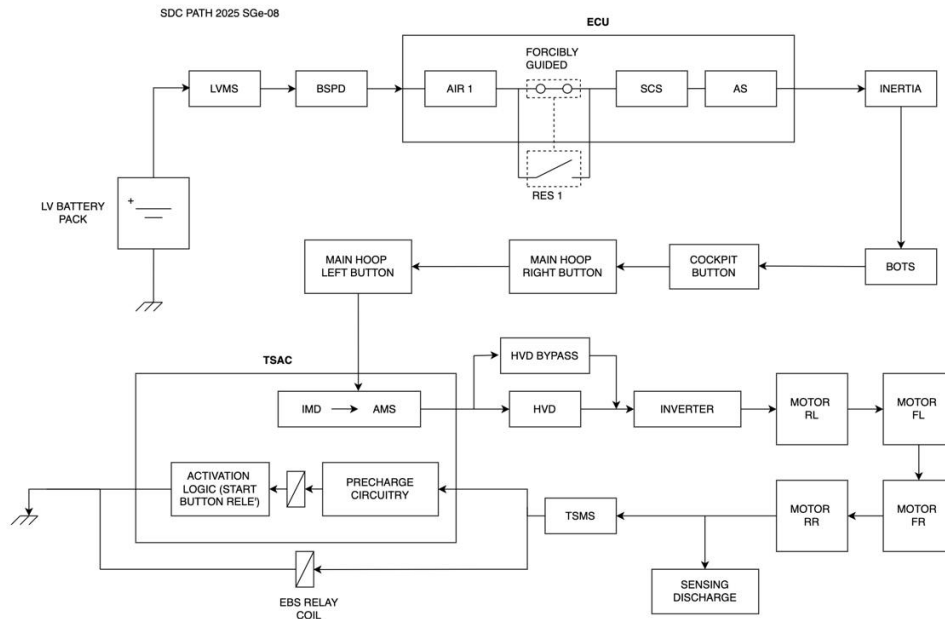 SDC PATH 2025 SGe-08
ECU
FORCIBLY
GUIDED
LVMS
BSPD
AIR 1
SCS
AS
INERTIA
RES 1
+
LV BATTERY
PACK
MAIN HOOP
LEFT BUTTON
MAIN HOOP
RIGHT BUTTON
COCKPIT
BUTTON
BOTS
TSAC
HVD BYPASS
IMD
AMS
HVD
INVERTER
MOTOR
RL
MOTOR
FL
ACTIVATION
LOGIC (START
BUTTON RELE')
PRECHARGE
CIRCUITRY
TSMS
MOTOR
RR
MOTOR
FR
SENSING
DISCHARGE
EBS RELAY
COIL